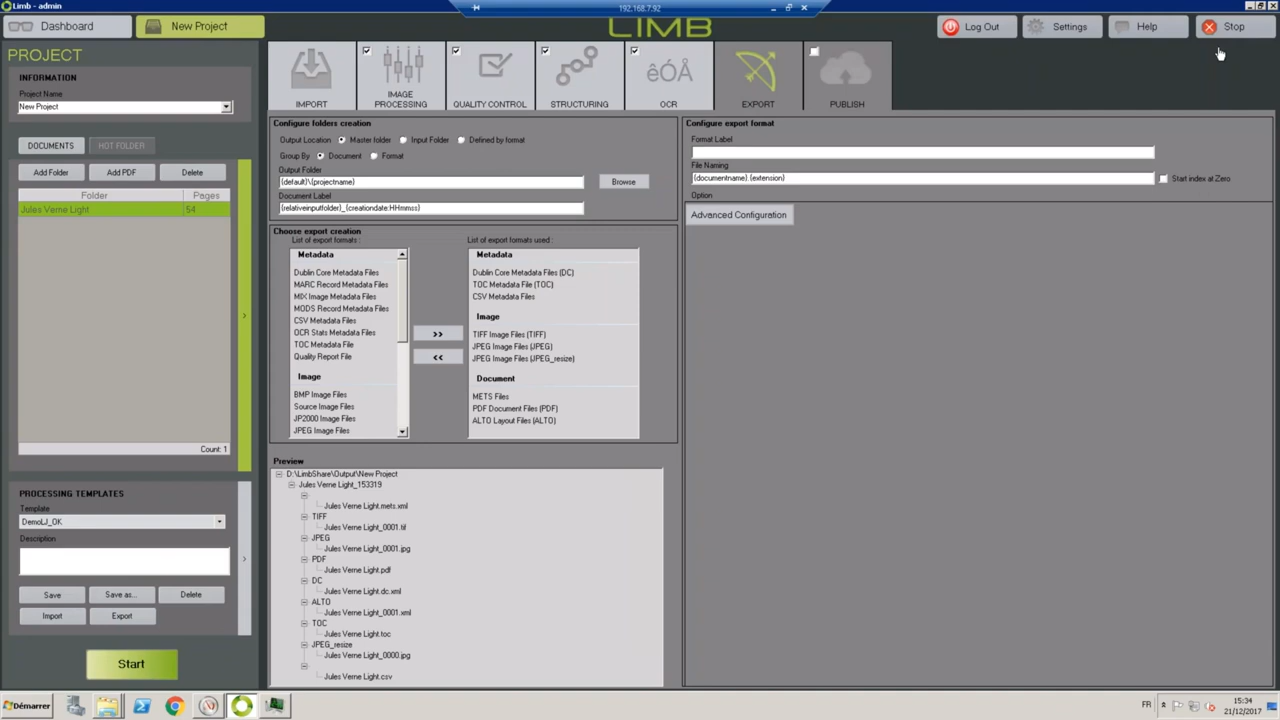 Limb - admin
192.168.7.92
Dashboard
New Project
LIMB
Log Out
Settings
Help
Stop
PROJECT
INFORMATION
Project Name
New Project
DOCUMENTS
HOT FOLDER
Add Folder
Add PDF
Delete
Folder
Pages
Jules Verne Light
54
Count: 1
PROCESSING TEMPLATES
Template
DemoLJ_OK
Description
Save
Save as...
Delete
Import
Export
Start
IMPORT
IMAGE
PROCESSING
QUALITY CONTROL
STRUCTURING
êÓÅ
OCR
EXPORT
PUBLISH
Configure folders creation
Output Location
Master folder
Input Folder
Defined by format
Group By
Document
Format
Output Folder
{default}\{projectname}
Browse
Document Label
{relativeinputfolder}_{creationdate:HHmmss}
Choose export creation
List of export formats :
Metadata
Dublin Core Metadata Files
MARC Record Metadata Files
MIX Image Metadata Files
MODS Record Metadata Files
CSV Metadata Files
OCR Stats Metadata Files
TOC Metadata File
Quality Report File
Image
BMP Image Files
Source Image Files
JP2000 Image Files
JPEG Image Files
>>
<<
List of export formats used :
Metadata
Dublin Core Metadata Files (DC)
TOC Metadata File (TOC)
CSV Metadata Files
Image
TIFF Image Files (TIFF)
JPEG Image Files (JPEG)
JPEG Image Files (JPEG_resize)
Document
METS Files
PDF Document Files (PDF)
ALTO Layout Files (ALTO)
Preview
D:\LimbShare\Output\New Project
Jules Verne Light_153319
Jules Verne Light.mets.xml
TIFF
Jules Verne Light_0001.tif
JPEG
Jules Verne Light_0001.jpg
PDF
Jules Verne Light.pdf
DC
Jules Verne Light.dc.xml
ALTO
Jules Verne Light_0001.xml
TOC
Jules Verne Light.toc
JPEG_resize
Jules Verne Light_0000.jpg
Jules Verne Light.csv
Configure export format
Format Label
File Naming
{documentname}.{extension}
Start index at Zero
Option
Advanced Configuration
Démarrer
FR
15:34
21/12/2017